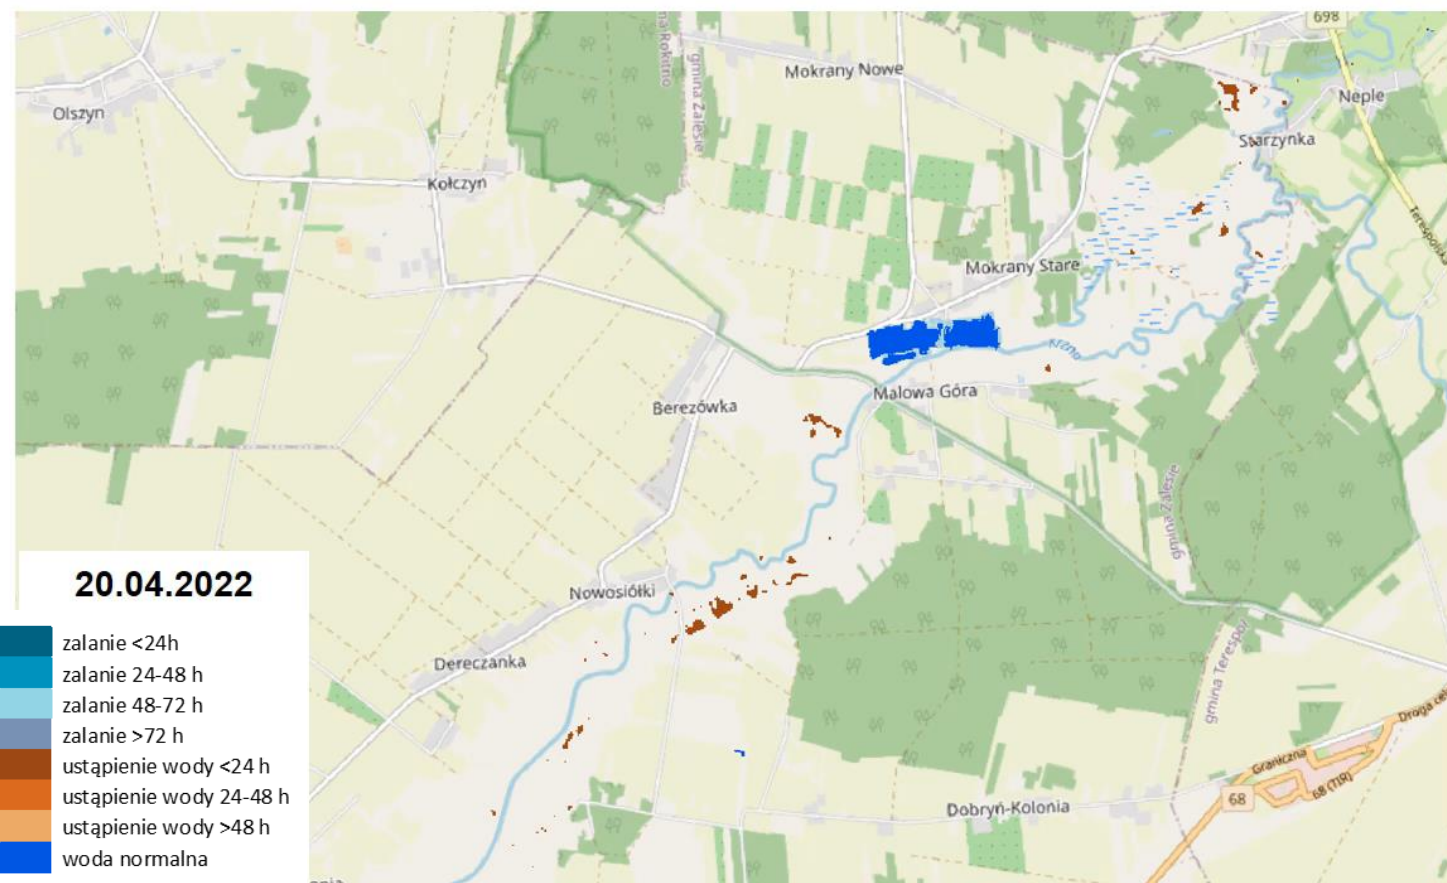 698
gmina Rokitno
gmina Zalesie
Mokrany Nowe
Neple
Olszyn
Starzynka
Kołczyn
Terespolska
Mokrany Stare
Krzna
Malowa Góra
Berezówka
gmina Zalesie
20.04.2022
Nowosiółki
Dereczanka
gmina Terespol
Droga ce
Graniczna
68
68 (TIR)
Dobryń-Kolonia
zalanie <24h
zalanie 24-48 h
zalanie 48-72 h
zalanie >72 h
ustąpienie wody <24 h
ustąpienie wody 24-48 h
ustąpienie wody >48 h
woda normalna